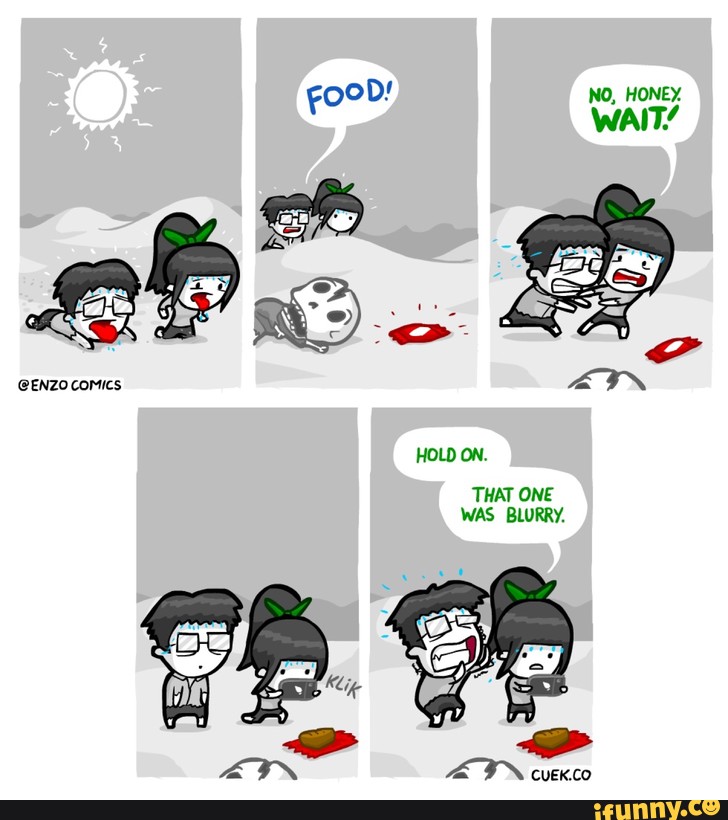 FOOD!
NO, HONEY.
WAIT!
@ENZO COMICS
KLIK
HOLD ON.
THAT ONE
WAS BLURRY.
CUEK.CO
ifunny.co